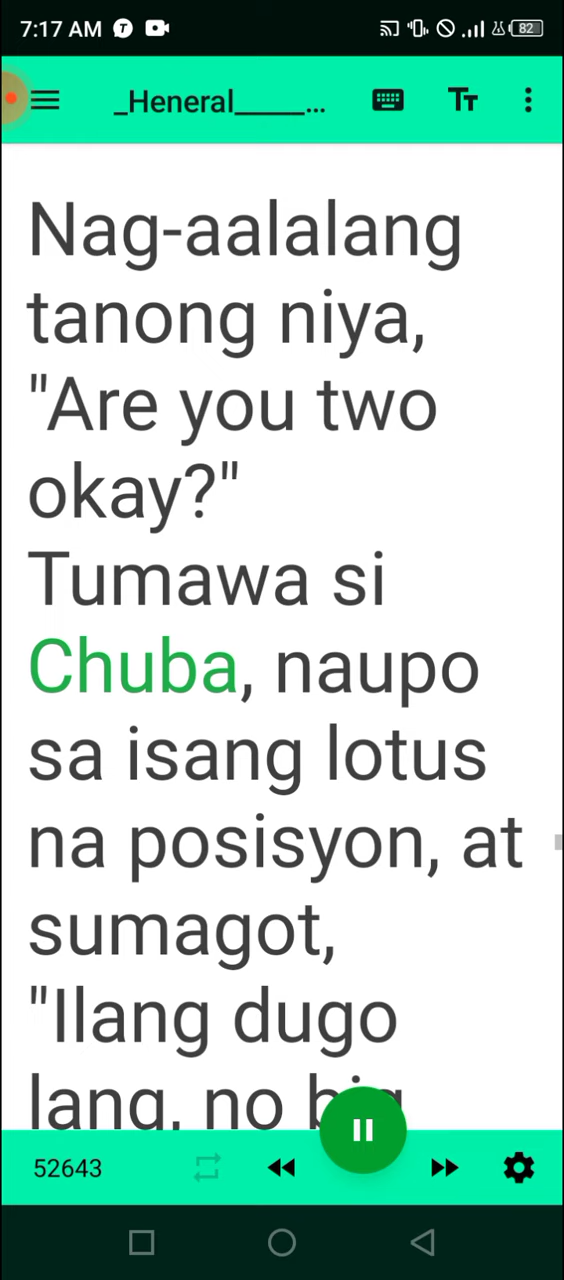 7:17 AM
82
_Heneral_____...
Nag-aalalang
tanong niya,
"Are you two
okay?"
Tumawa si
Chuba, naupo
sa isang lotus
na posisyon, at
sumagot,
"Ilang dugo
lang, no big
52643